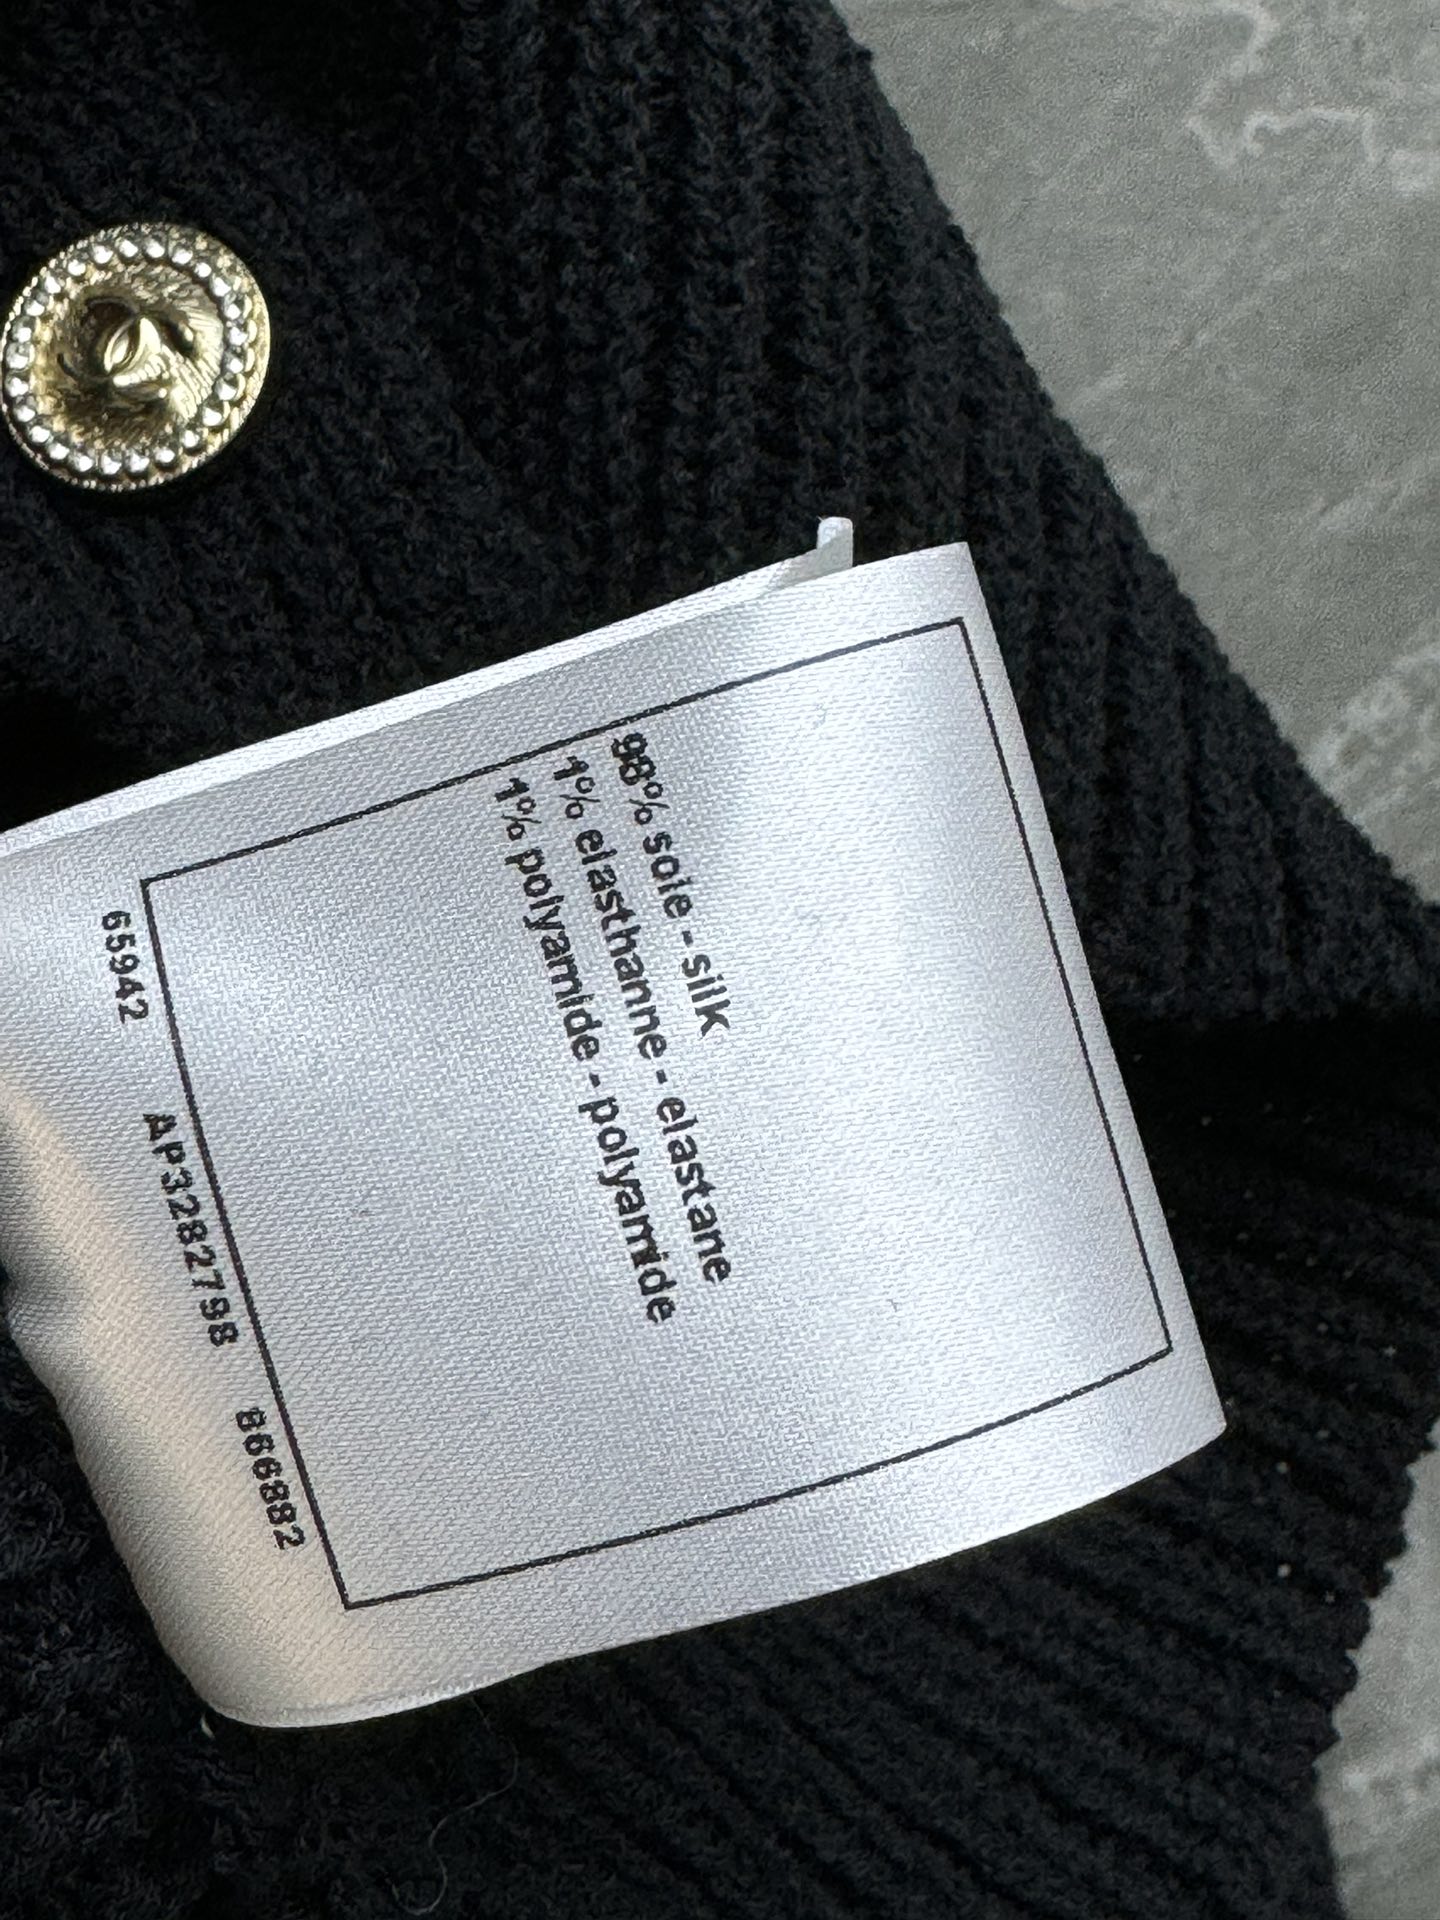 98% soie - silk
1% elasthanne - elastane
1% polyamide - polyamide
65942 AP3282798 866882